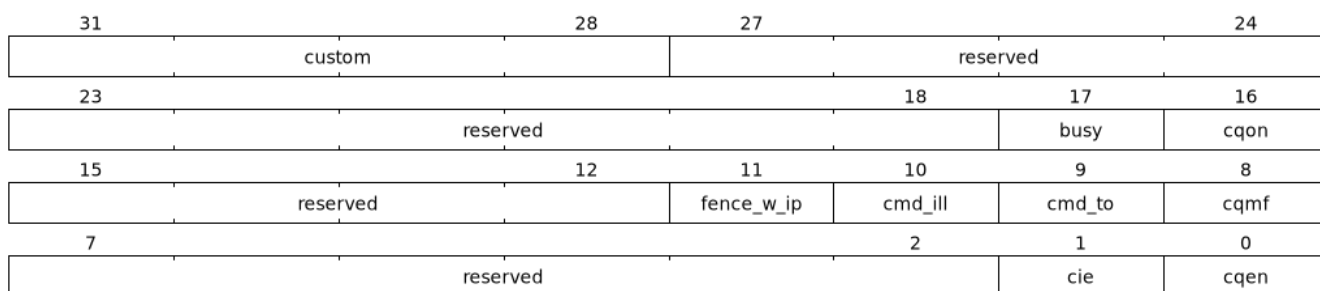 31 28 27 24
custom reserved
23 18 17 16
reserved busy cqon
15 12 11 10 9 8
reserved fence_w_ip cmd_ill cmd_to cqmf
7 2 1 0
reserved cie cqen